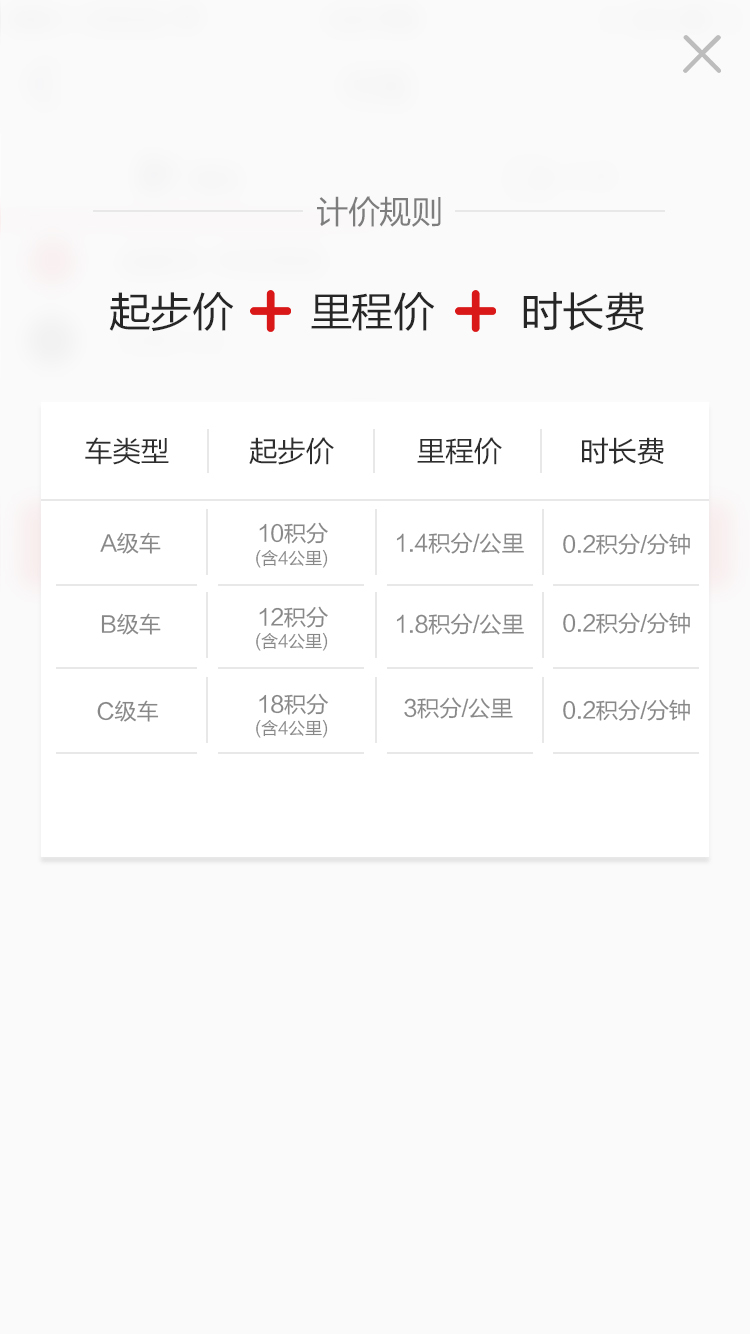 计价规则
起步价 + 里程价 + 时长费
车类型 起步价 里程价 时长费
A级车 10积分 (含4公里) 1.4积分/公里 0.2积分/分钟
B级车 12积分 (含4公里) 1.8积分/公里 0.2积分/分钟
C级车 18积分 (含4公里) 3积分/公里 0.2积分/分钟